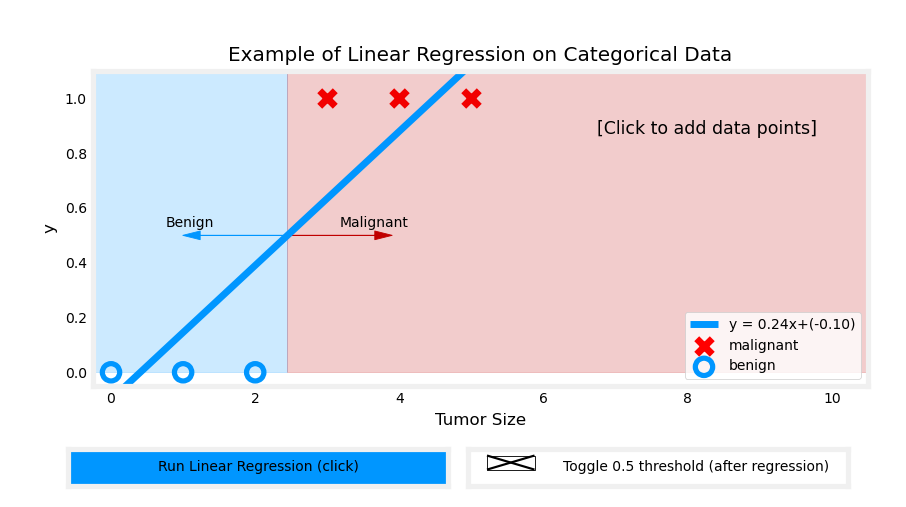 Example of Linear Regression on Categorical Data
1.0
[Click to add data points]
0.8
0.6
Benign
Malignant
y
0.4
0.2
y = 0.24x+(-0.10)
malignant
benign
0.0
0 2 4 6 8 10
Tumor Size
Run Linear Regression (click)
Toggle 0.5 threshold (after regression)